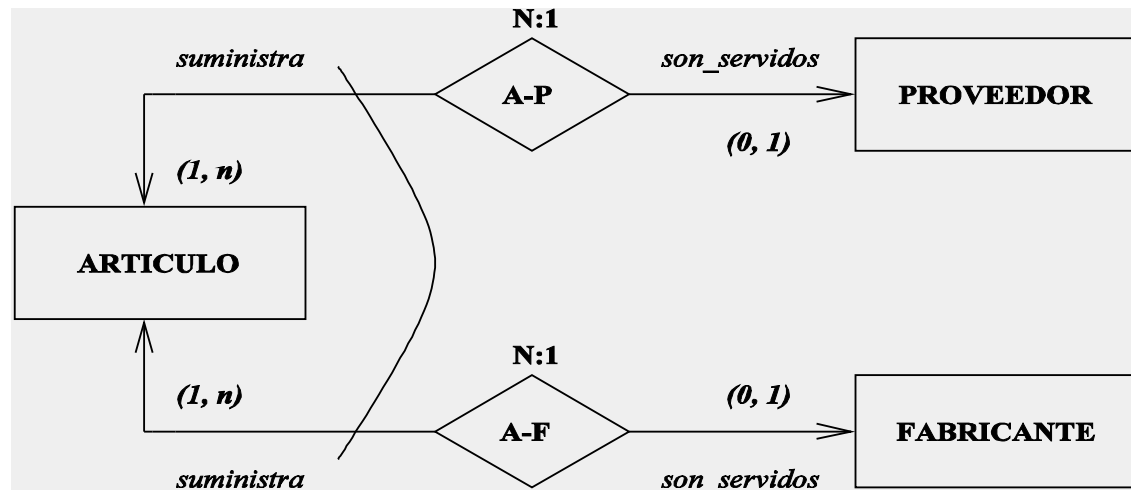 N:1
suministra
son_servidos
A-P
PROVEEDOR
(0, 1)
(1, n)
ARTICULO
N:1
(1, n)
(0, 1)
A-F
FABRICANTE
suministra
son_servidos